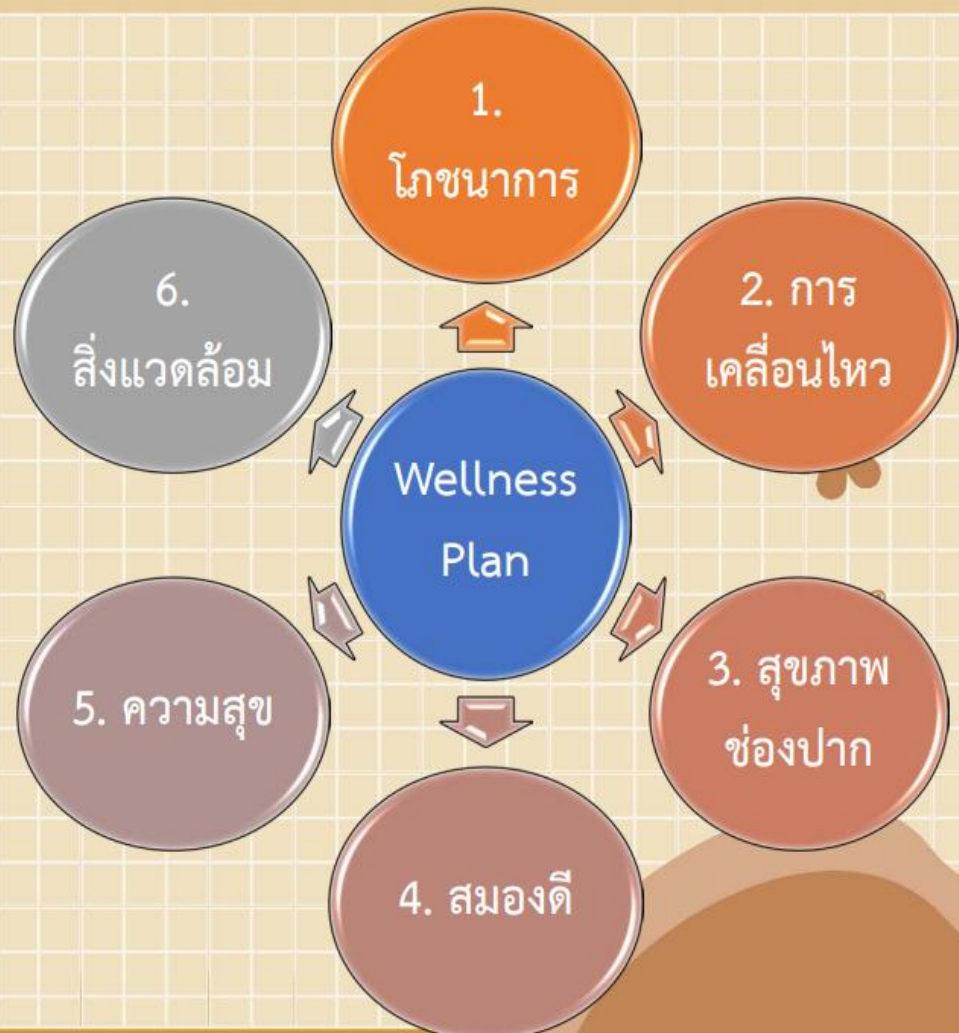 1.
โภชนาการ
2. การ
เคลื่อนไหว
3. สุขภาพ
ช่องปาก
4. สมองดี
5. ความสุข
6.
สิ่งแวดล้อม
Wellness
Plan